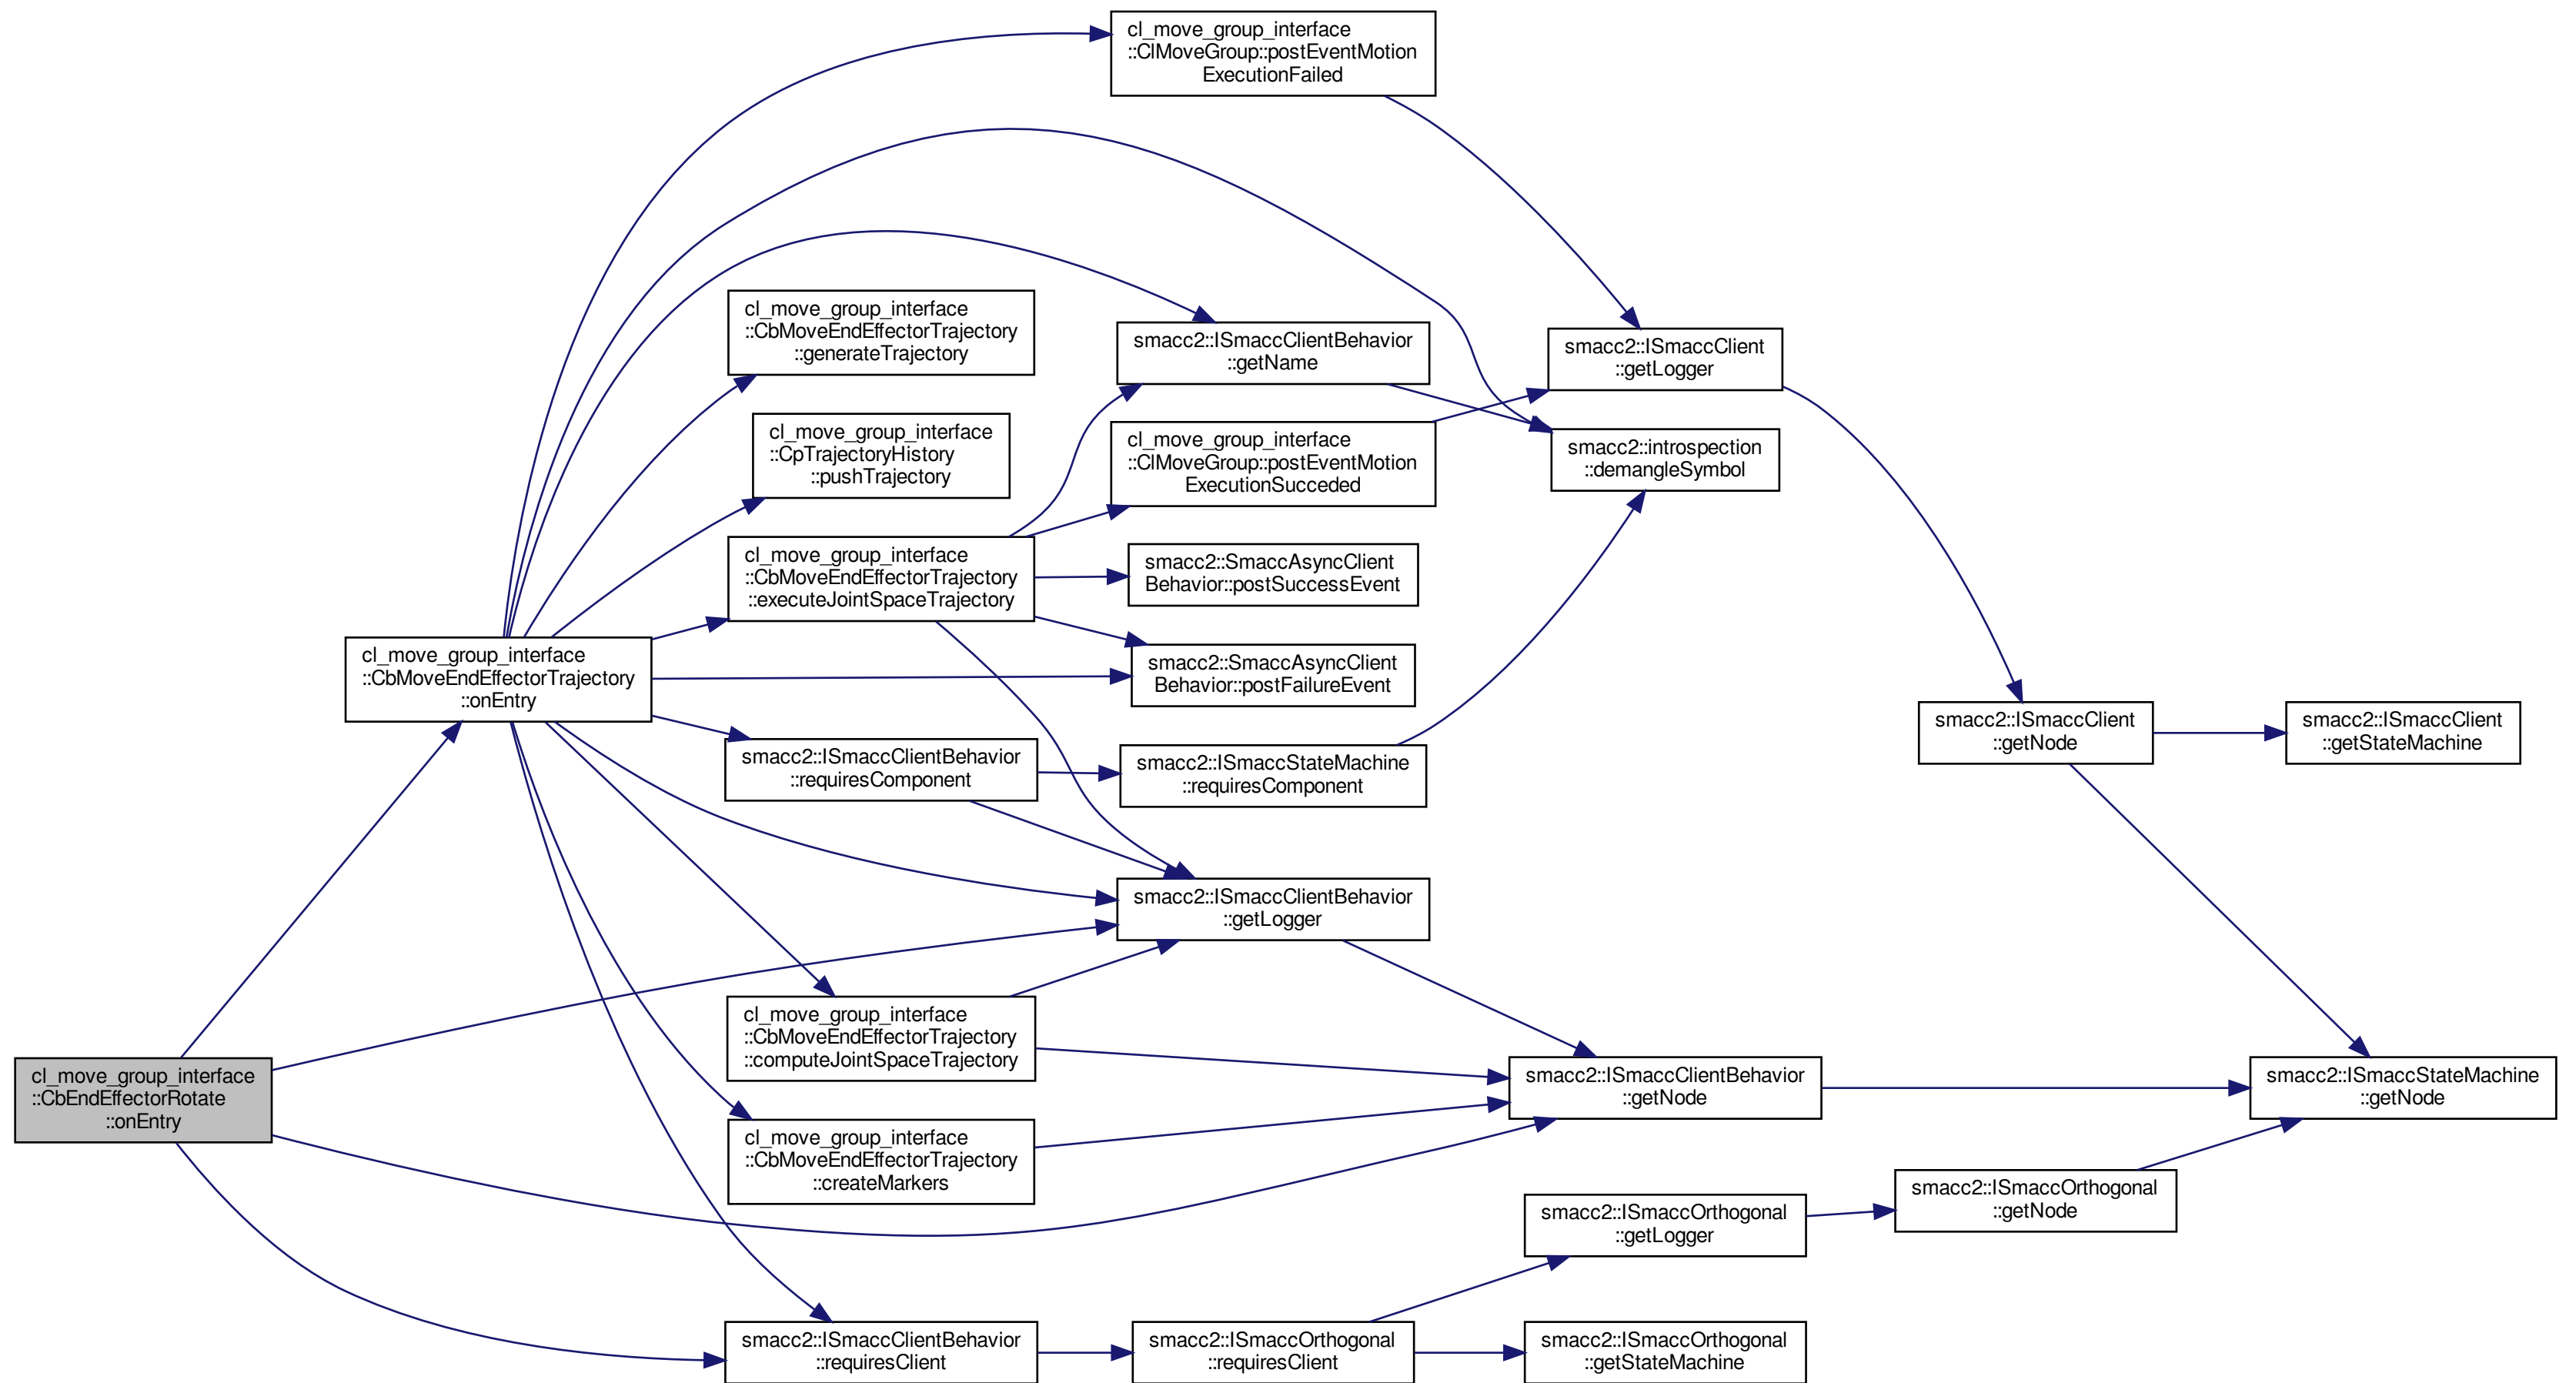 cl_move_group_interface
::ClMoveGroup::postEventMotion
ExecutionFailed
cl_move_group_interface
::CbMoveEndEffectorTrajectory
::generateTrajectory
smacc2::ISmaccClientBehavior
::getName
smacc2::ISmaccClient
::getLogger
cl_move_group_interface
::CpTrajectoryHistory
::pushTrajectory
cl_move_group_interface
::ClMoveGroup::postEventMotion
ExecutionSucceded
smacc2::introspection
::demangleSymbol
cl_move_group_interface
::CbMoveEndEffectorTrajectory
::executeJointSpaceTrajectory
smacc2::SmaccAsyncClient
Behavior::postSuccessEvent
cl_move_group_interface
::CbMoveEndEffectorTrajectory
::onEntry
smacc2::SmaccAsyncClient
Behavior::postFailureEvent
smacc2::ISmaccClient
::getNode
smacc2::ISmaccClient
::getStateMachine
smacc2::ISmaccClientBehavior
::requiresComponent
smacc2::ISmaccStateMachine
::requiresComponent
smacc2::ISmaccClientBehavior
::getLogger
cl_move_group_interface
::CbMoveEndEffectorTrajectory
::computeJointSpaceTrajectory
cl_move_group_interface
::CbEndEffectorRotate
::onEntry
smacc2::ISmaccClientBehavior
::getNode
smacc2::ISmaccStateMachine
::getNode
cl_move_group_interface
::CbMoveEndEffectorTrajectory
::createMarkers
smacc2::ISmaccOrthogonal
::getLogger
smacc2::ISmaccOrthogonal
::getNode
smacc2::ISmaccClientBehavior
::requiresClient
smacc2::ISmaccOrthogonal
::requiresClient
smacc2::ISmaccOrthogonal
::getStateMachine